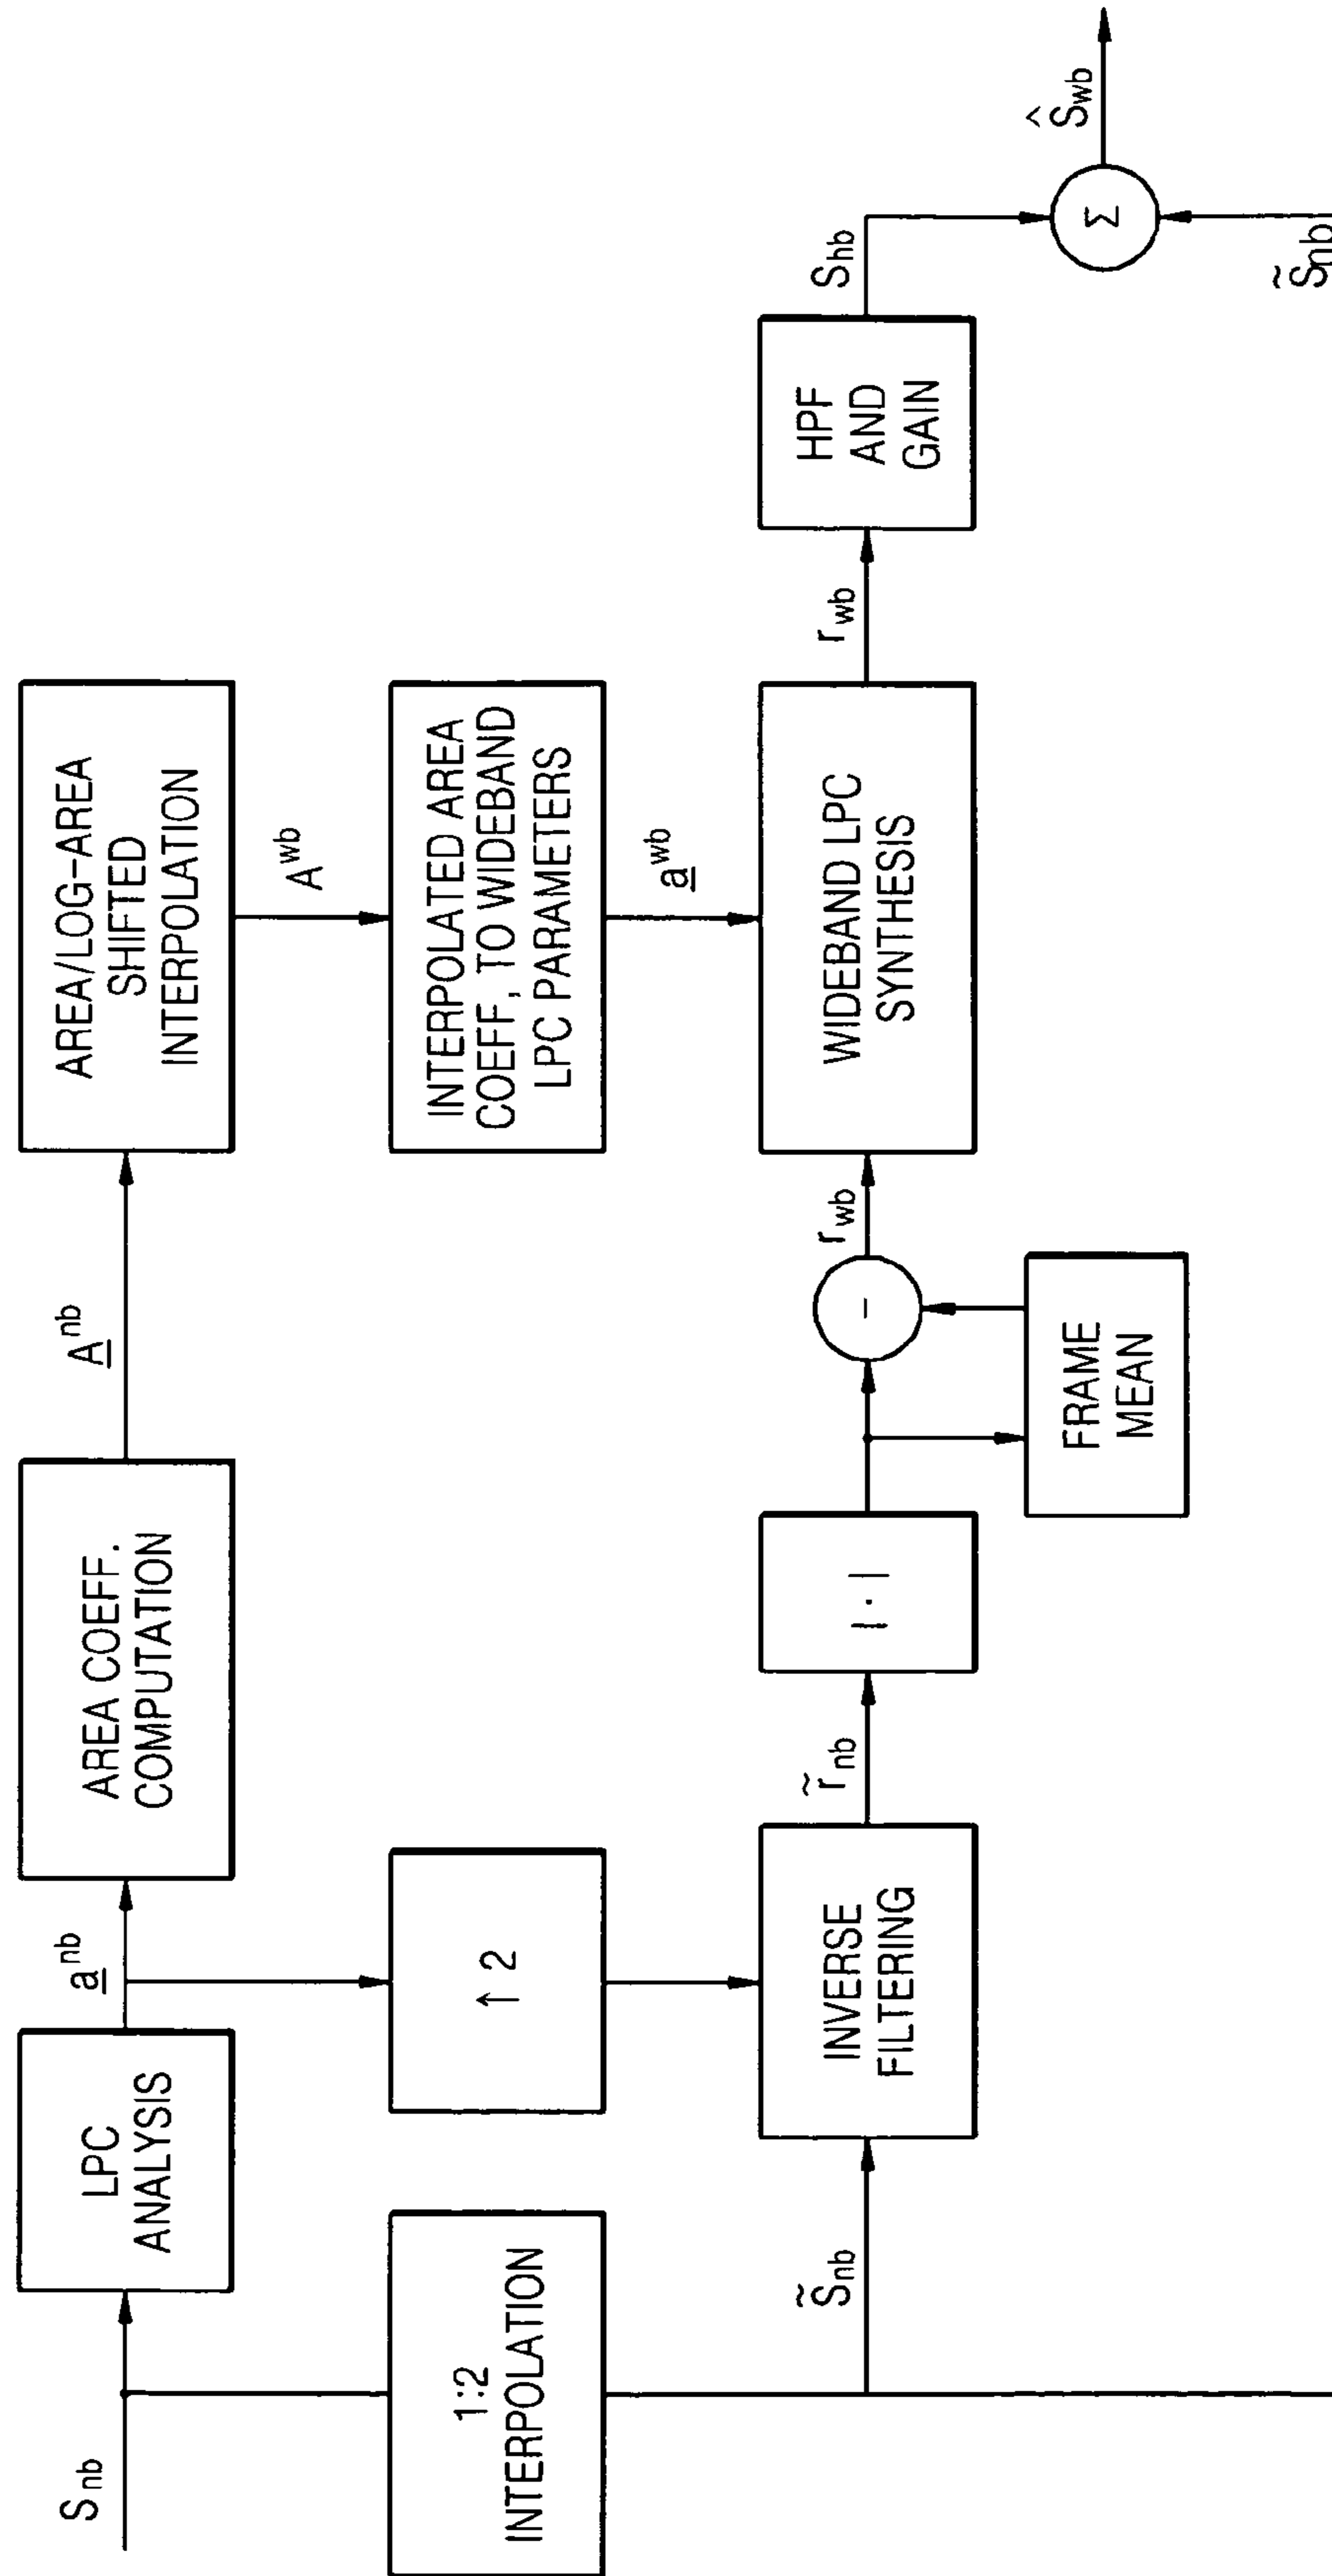 S_nb
LPC
ANALYSIS
a^nb
AREA COEFF.
COMPUTATION
A^nb
AREA/LOG-AREA
SHIFTED
INTERPOLATION
1:2
INTERPOLATION
↑ 2
A^wb
INTERPOLATED AREA
COEFF, TO WIDEBAND
LPC PARAMETERS
a^wb
S̃_nb
INVERSE
FILTERING
r̃_nb
|·|
−
r_wb
WIDEBAND LPC
SYNTHESIS
r_wb
HPF
AND
GAIN
S_hb
FRAME
MEAN
Σ
Ŝ_wb
S̃_nb